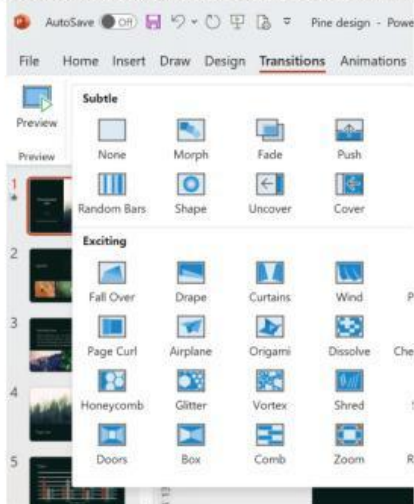 AutoSave Off Pine design - Powe
File Home Insert Draw Design Transitions Animations
Preview
Preview
Subtle
None Morph Fade Push
Random Bars Shape Uncover Cover
Exciting
Fall Over Drape Curtains Wind P
Page Curl Airplane Origami Dissolve Che
Honeycomb Glitter Vortex Shred
Doors Box Comb Zoom R
1
2
3
4
5